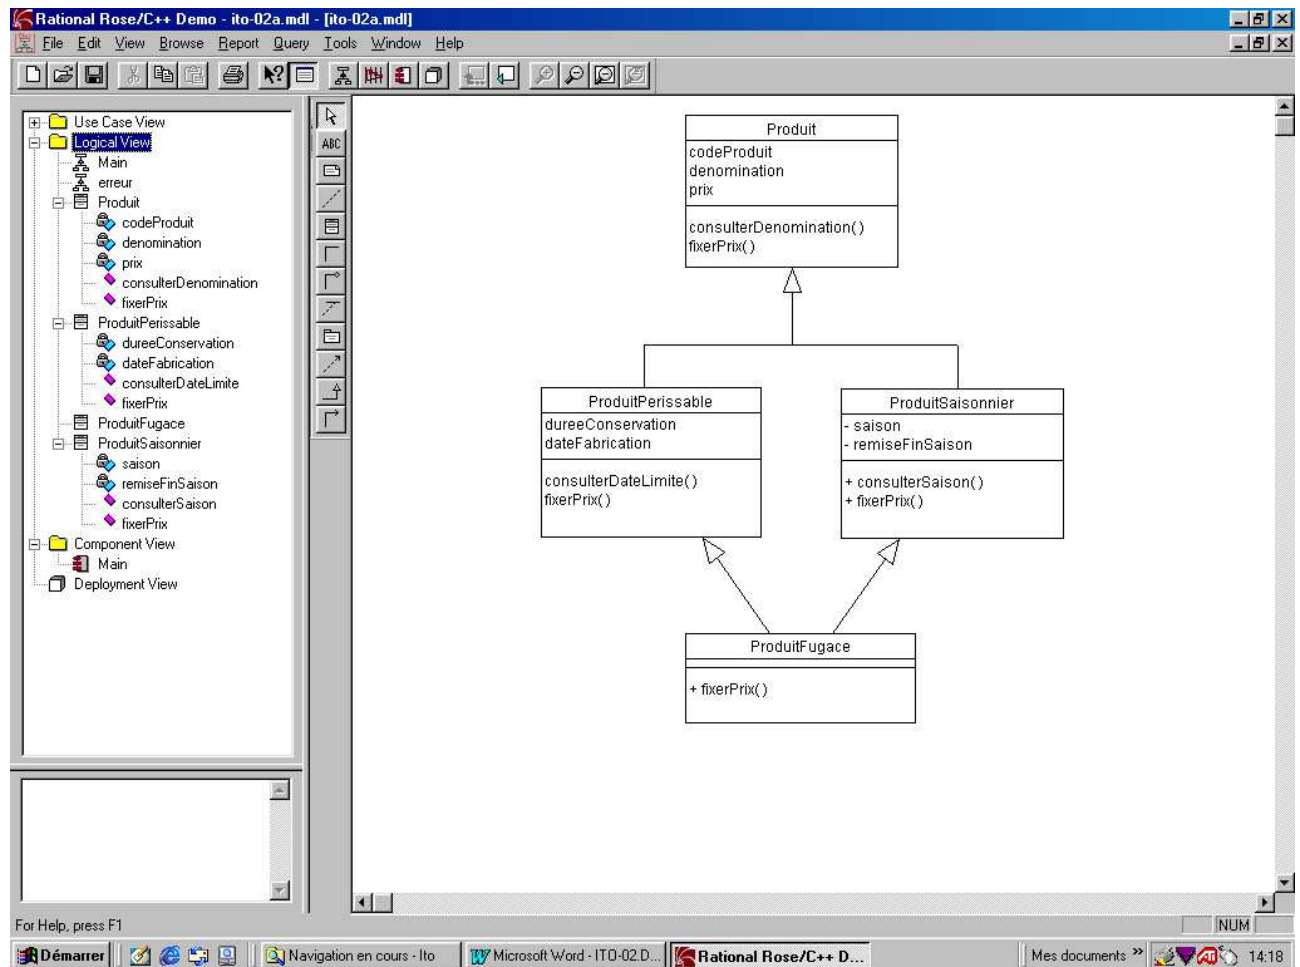 Rational Rose/C++ Demo - ito-02a.mdl - [ito-02a.mdl]
File Edit View Browse Report Query Tools Window Help
Use Case View
Logical View
Main
erreur
Produit
codeProduit
denomination
prix
consulterDenomination
fixerPrix
ProduitPerissable
dureeConservation
dateFabrication
consulterDateLimite
fixerPrix
ProduitFugace
ProduitSaisonnier
saison
remiseFinSaison
consulterSaison
fixerPrix
Component View
Main
Deployment View
ABC
Produit
codeProduit
denomination
prix
consulterDenomination()
fixerPrix()
ProduitPerissable
dureeConservation
dateFabrication
consulterDateLimite()
fixerPrix()
ProduitSaisonnier
- saison
- remiseFinSaison
+ consulterSaison()
+ fixerPrix()
ProduitFugace
+ fixerPrix()
For Help, press F1
NUM
Démarrer
Navigation en cours - Ito
Microsoft Word - ITO-02.D...
Rational Rose/C++ D...
Mes documents »
14:18